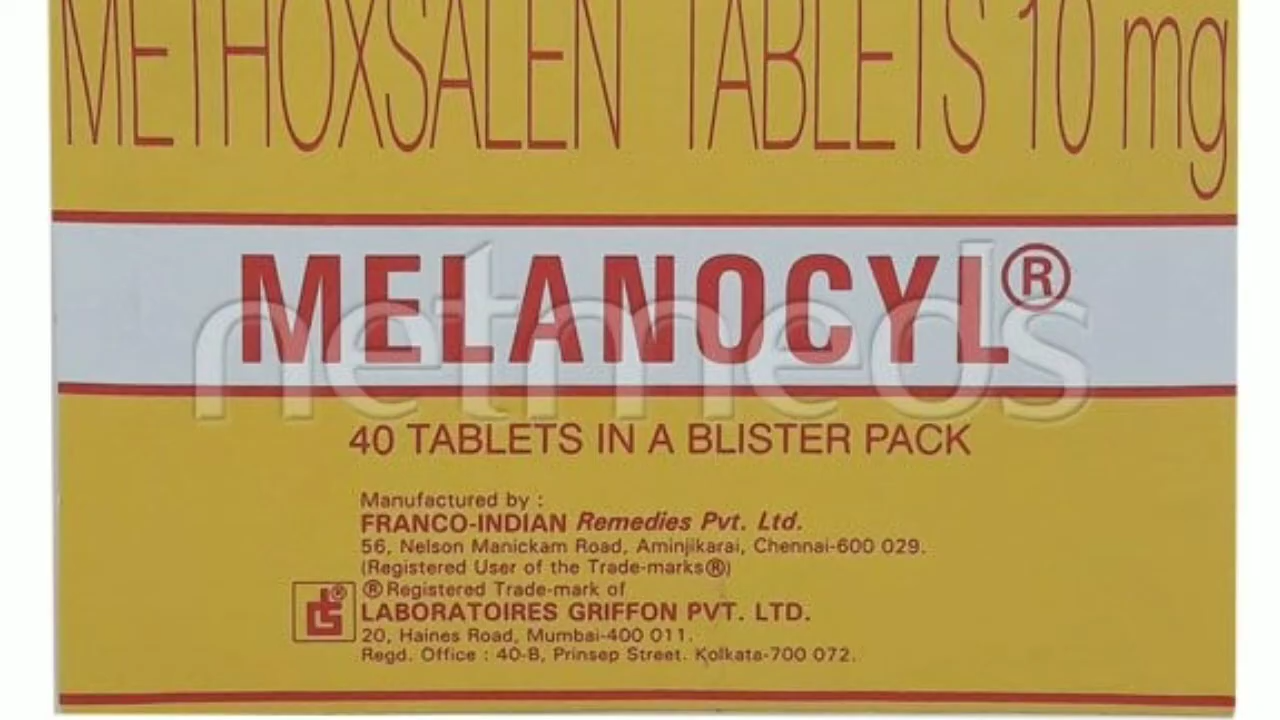 METHOXSALEN TABLETS 10 mg
MELANOCYL®
netmeds
40 TABLETS IN A BLISTER PACK
Manufactured by :
FRANCO-INDIAN Remedies Pvt. Ltd.
56, Nelson Manickam Road, Aminjikarai, Chennai-600 029.
(Registered User of the Trade-marks®)
® Registered Trade-mark of
LABORATOIRES GRIFFON PVT. LTD.
20, Haines Road, Mumbai-400 011.
Regd. Office : 40-B, Prinsep Street. Kolkata-700 072.